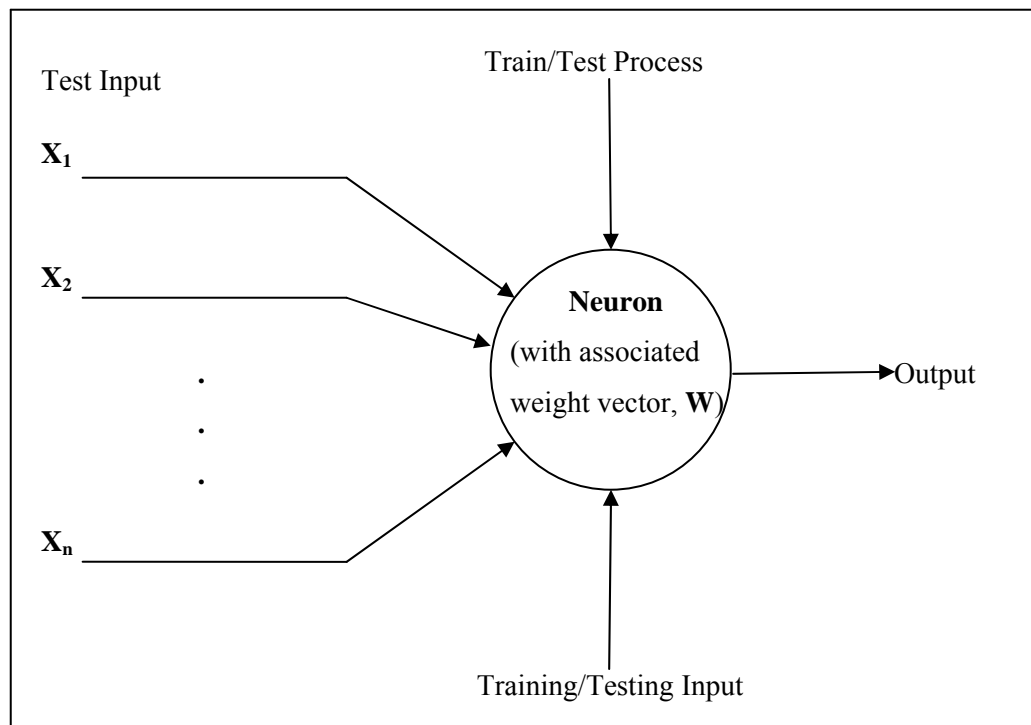 Train/Test Process
Test Input
X₁
X₂
Neuron
(with associated
weight vector, W)
Output
.
.
.
Xₙ
Training/Testing Input